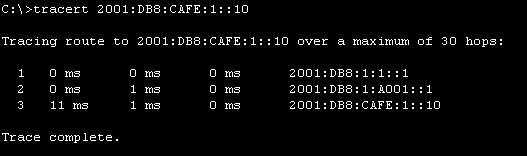 C:\>tracert 2001:DB8:CAFE:1::10
Tracing route to 2001:DB8:CAFE:1::10 over a maximum of 30 hops:
1 0 ms 0 ms 0 ms 2001:DB8:1:1::1
2 0 ms 1 ms 0 ms 2001:DB8:1:A001::1
3 11 ms 1 ms 0 ms 2001:DB8:CAFE:1::10
Trace complete.